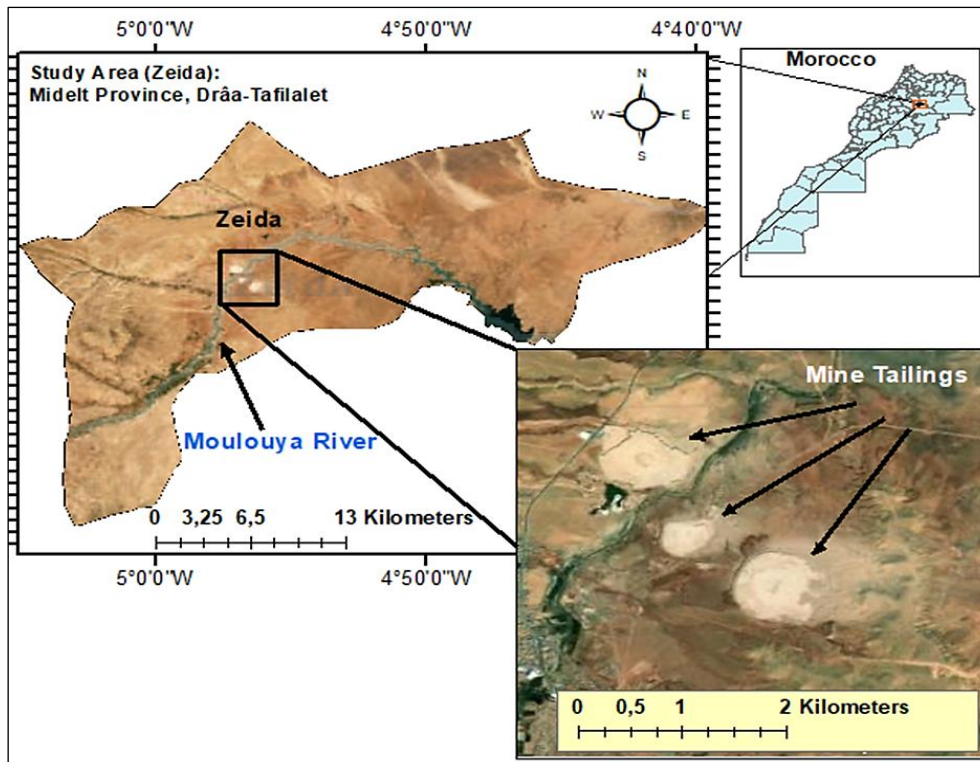 5°0'0"W
4°50'0"W
4°40'0"W
Study Area (Zeida):
Midelt Province, Drâa-Tafilalet
N
W
E
S
Morocco
Zeida
Moulouya River
0 3,25 6,5 13 Kilometers
Mine Tailings
0 0,5 1 2 Kilometers
5°0'0"W
4°50'0"W